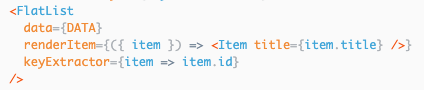 <FlatList
  data={DATA}
  renderItem={({ item }) => <Item title={item.title} />}
  keyExtractor={item => item.id}
/>